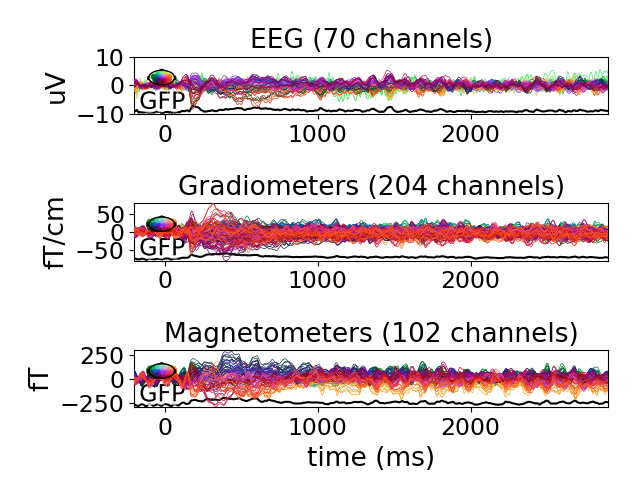 EEG (70 channels)
10
0
−10
uV
GFP
0 1000 2000
Gradiometers (204 channels)
50
0
−50
fT/cm
GFP
0 1000 2000
Magnetometers (102 channels)
250
0
−250
fT
GFP
0 1000 2000
time (ms)